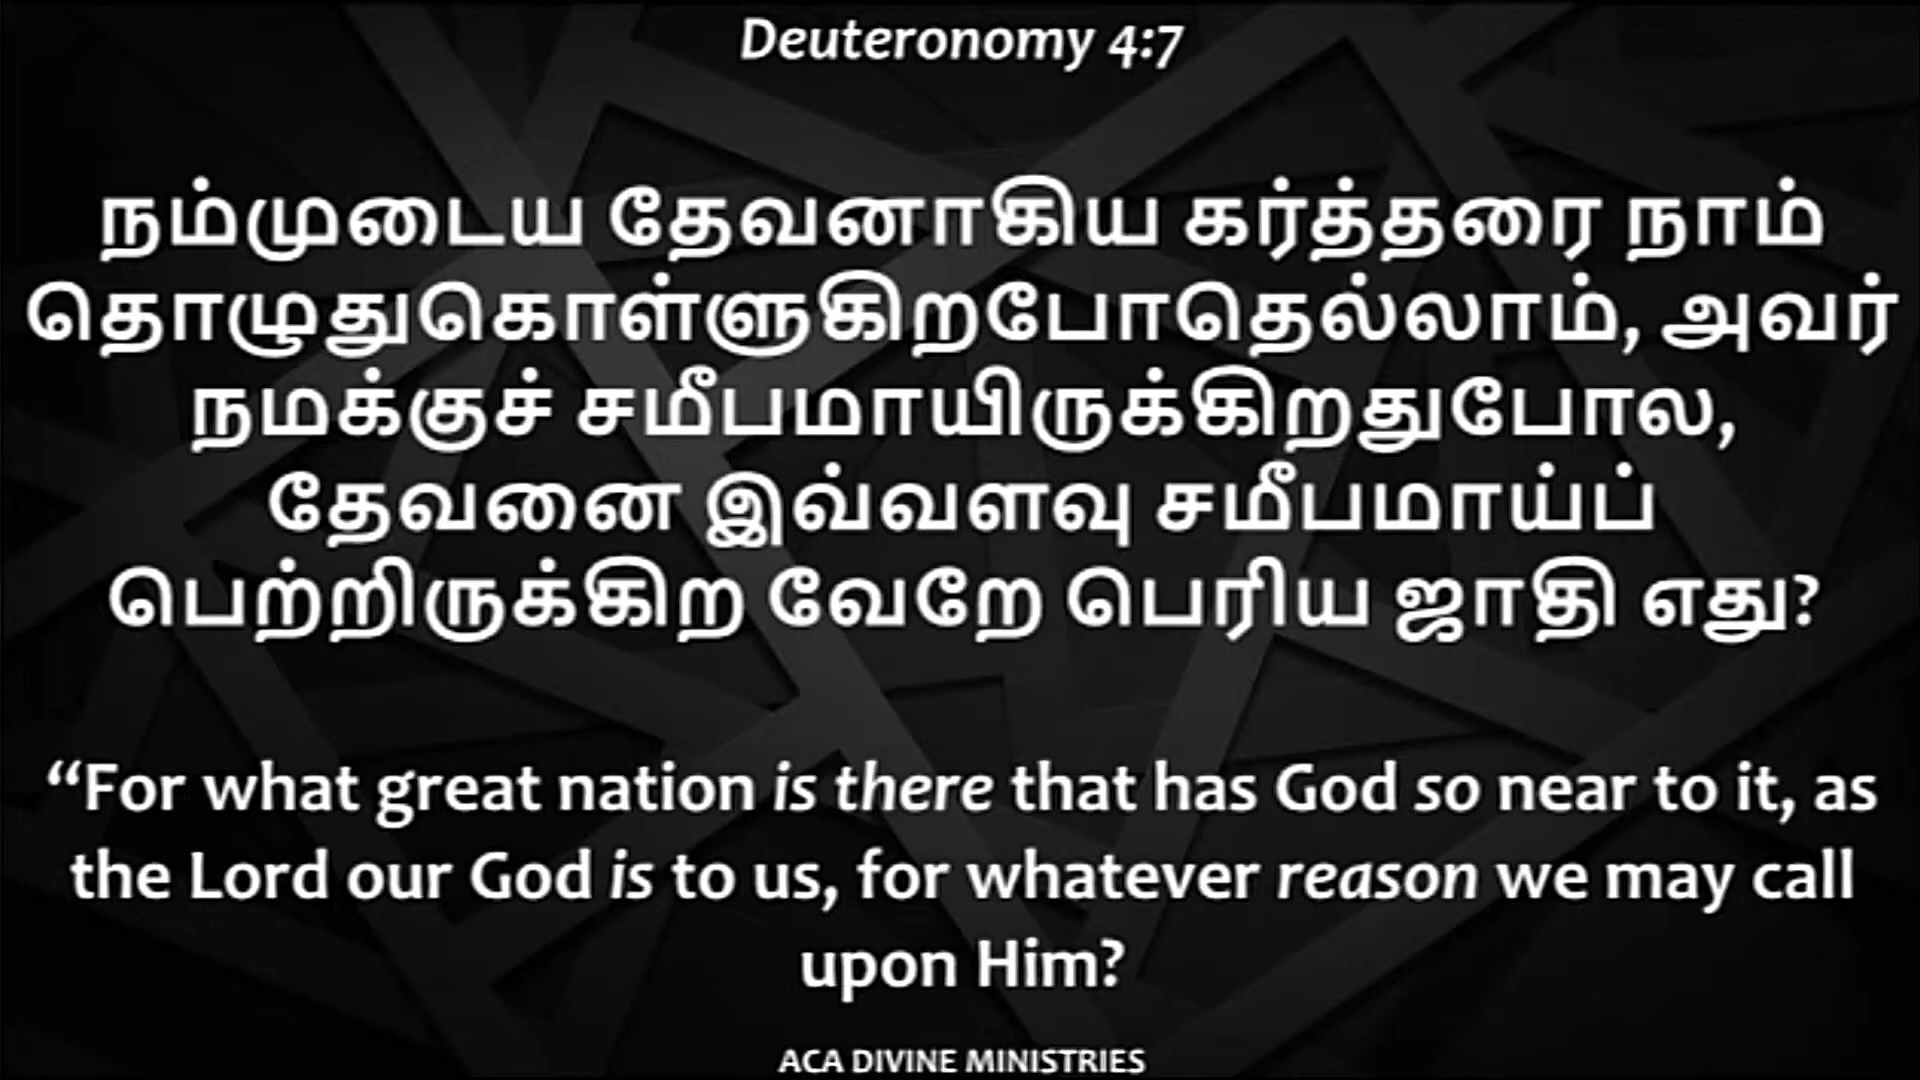 Deuteronomy 4:7
நம்முடைய தேவனாகிய கர்த்தரை நாம்
தொழுதுகொள்ளுகிறபோதெல்லாம், அவர்
நமக்குச் சமீபமாயிருக்கிறதுபோல,
தேவனை இவ்வளவு சமீபமாய்ப்
பெற்றிருக்கிற வேறே பெரிய ஜாதி எது?
“For what great nation is there that has God so near to it, as
the Lord our God is to us, for whatever reason we may call
upon Him?
ACA DIVINE MINISTRIES